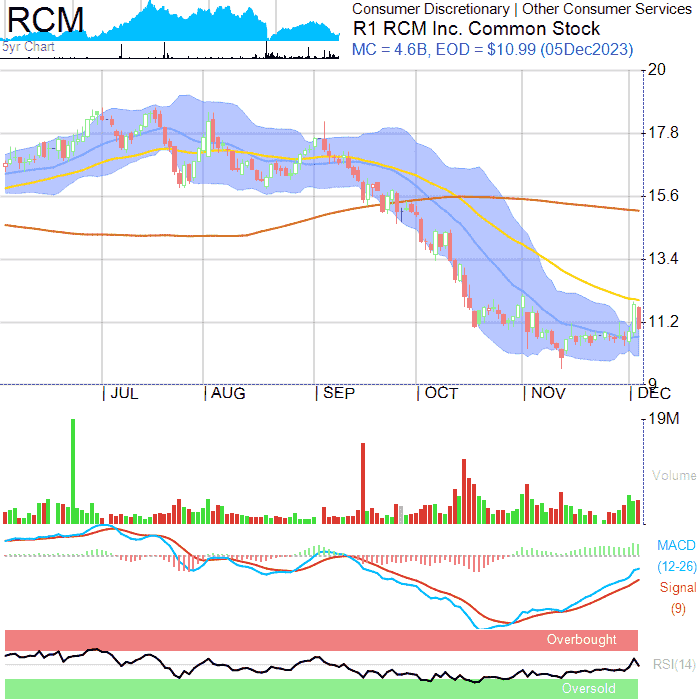 RCM
5yr Chart
Consumer Discretionary | Other Consumer Services
R1 RCM Inc. Common Stock
MC = 4.6B, EOD = $10.99 (05Dec2023)
20
17.8
15.6
13.4
11.2
9
JUL AUG SEP OCT NOV DEC
19M
Volume
MACD
(12-26)
Signal
(9)
Overbought
RSI(14)
Oversold